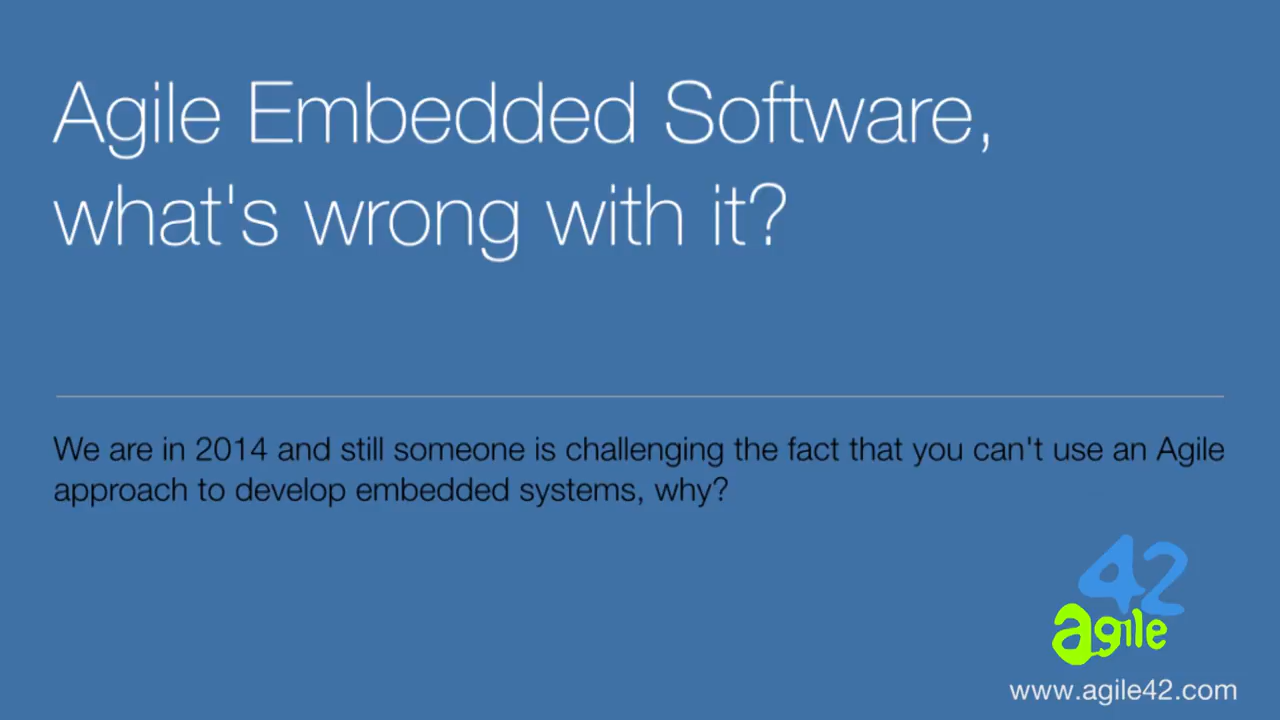 Agile Embedded Software,
what's wrong with it?
We are in 2014 and still someone is challenging the fact that you can't use an Agile
approach to develop embedded systems, why?
42
agile
www.agile42.com